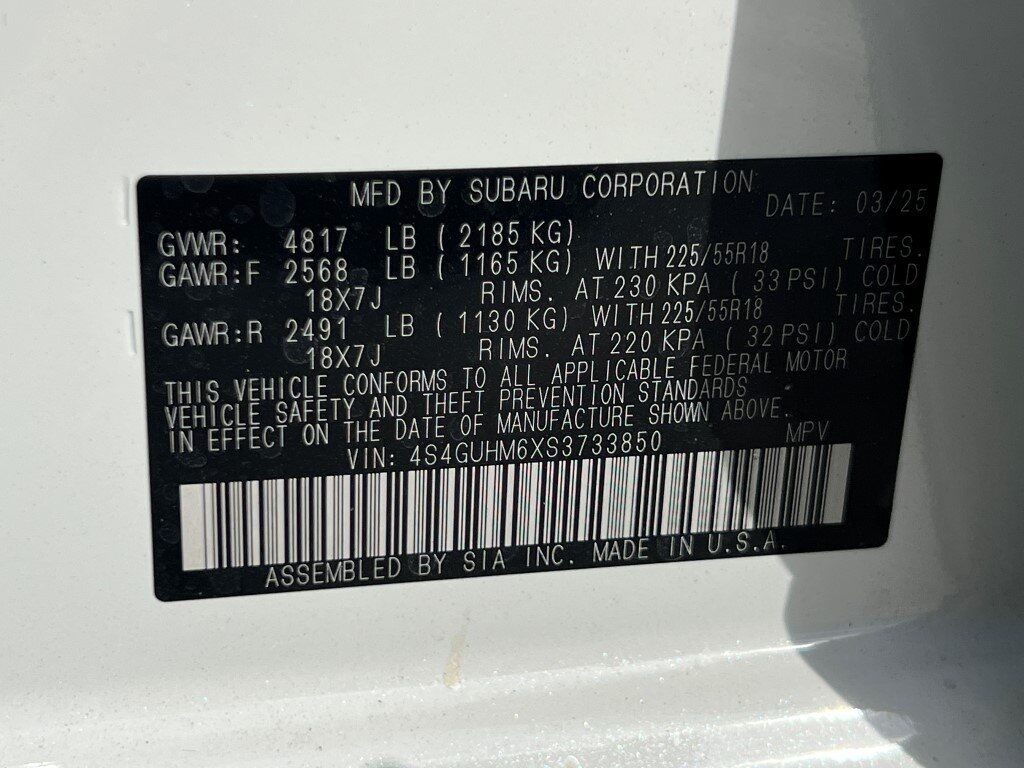 MFD BY SUBARU CORPORATION DATE: 03/25
GVWR: 4817 LB ( 2185 KG)
GAWR:F 2568 LB ( 1165 KG) WITH 225/55R18 TIRES.
18X7J RIMS. AT 230 KPA ( 33 PSI) COLD
GAWR:R 2491 LB ( 1130 KG) WITH 225/55R18 TIRES.
18X7J RIMS. AT 220 KPA ( 32 PSI) COLD
THIS VEHICLE CONFORMS TO ALL APPLICABLE FEDERAL MOTOR
VEHICLE SAFETY AND THEFT PREVENTION STANDARDS
IN EFFECT ON THE DATE OF MANUFACTURE SHOWN ABOVE.
VIN: 4S4GUHM6XS3733850 MPV
ASSEMBLED BY SIA INC. MADE IN U.S.A.